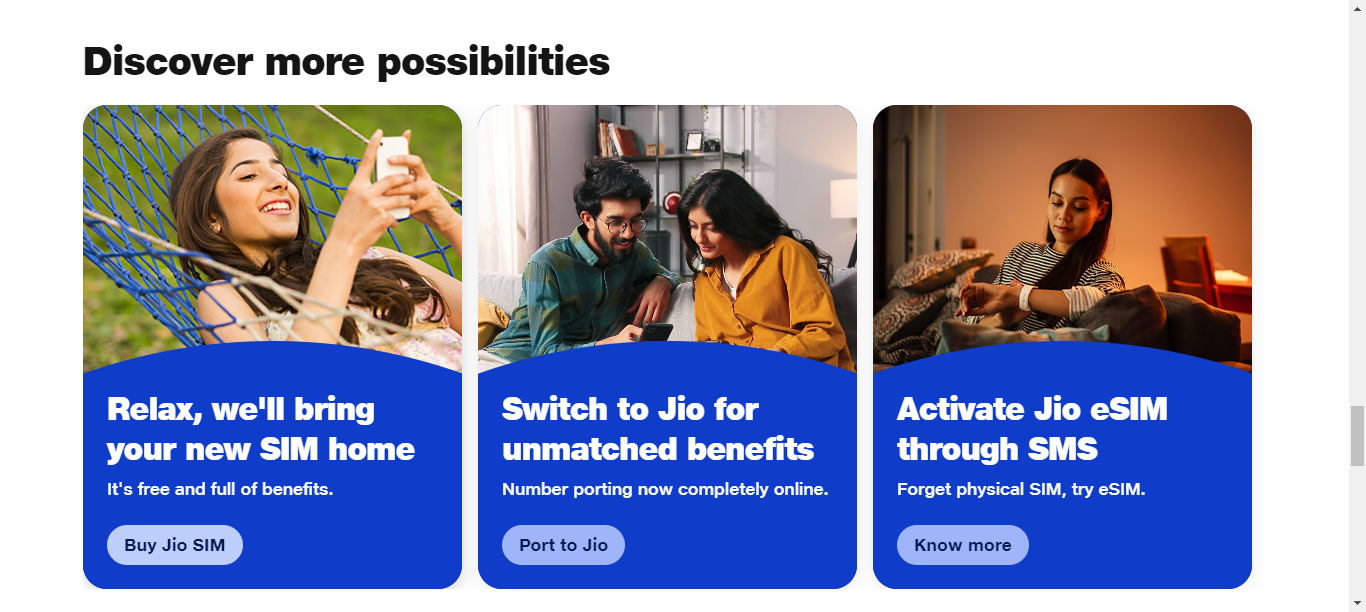 Discover more possibilities
Relax, we'll bring
your new SIM home
It's free and full of benefits.
Buy Jio SIM
Switch to Jio for
unmatched benefits
Number porting now completely online.
Port to Jio
Activate Jio eSIM
through SMS
Forget physical SIM, try eSIM.
Know more